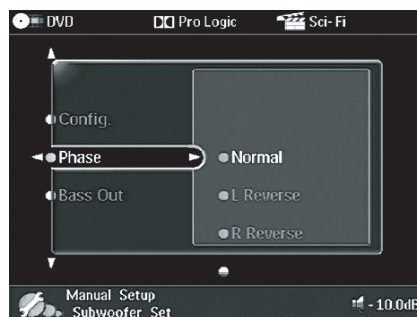 DVD Pro Logic Sci-Fi
Config.
Phase
Normal
Bass Out
L Reverse
R Reverse
Manual Setup
Subwoofer Set
-10.0dB